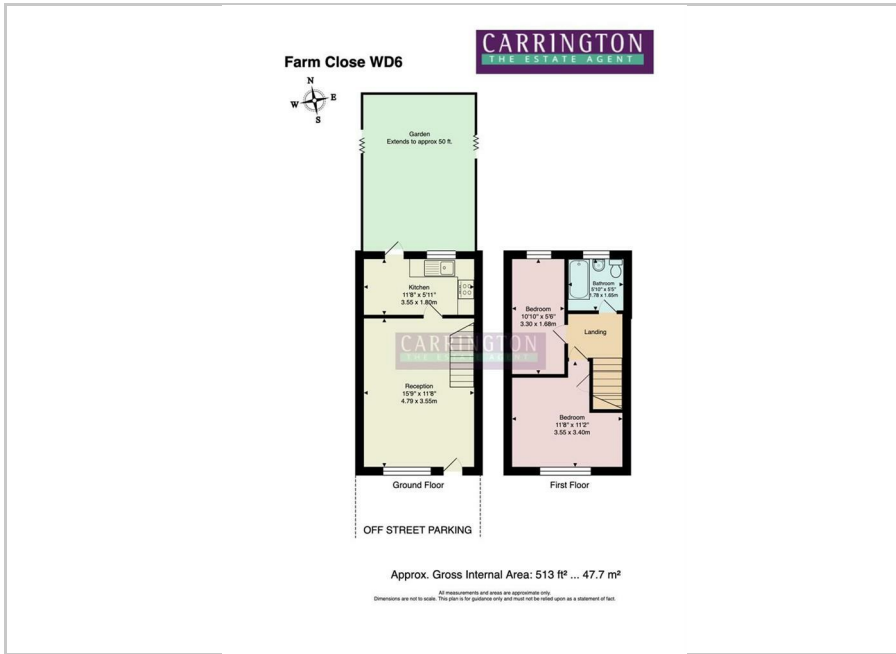 CARRINGTON
THE ESTATE AGENT
Farm Close WD6
N
W E
S
Garden
Extends to approx 50 ft.
Kitchen
11'8" x 5'11"
3.55 x 1.80m
Bathroom
5'10" x 5'5"
1.78 x 1.65m
Bedroom
10'10" x 5'6"
3.30 x 1.68m
Landing
CARRINGTON
THE ESTATE AGENT
Reception
15'9" x 11'8"
4.79 x 3.55m
Bedroom
11'8" x 11'2"
3.55 x 3.40m
Ground Floor
First Floor
OFF STREET PARKING
Approx. Gross Internal Area: 513 ft² ... 47.7 m²
All measurements and areas are approximate only.
Dimensions are not to scale. This plan is for guidance only and must not be relied upon as a statement of fact.